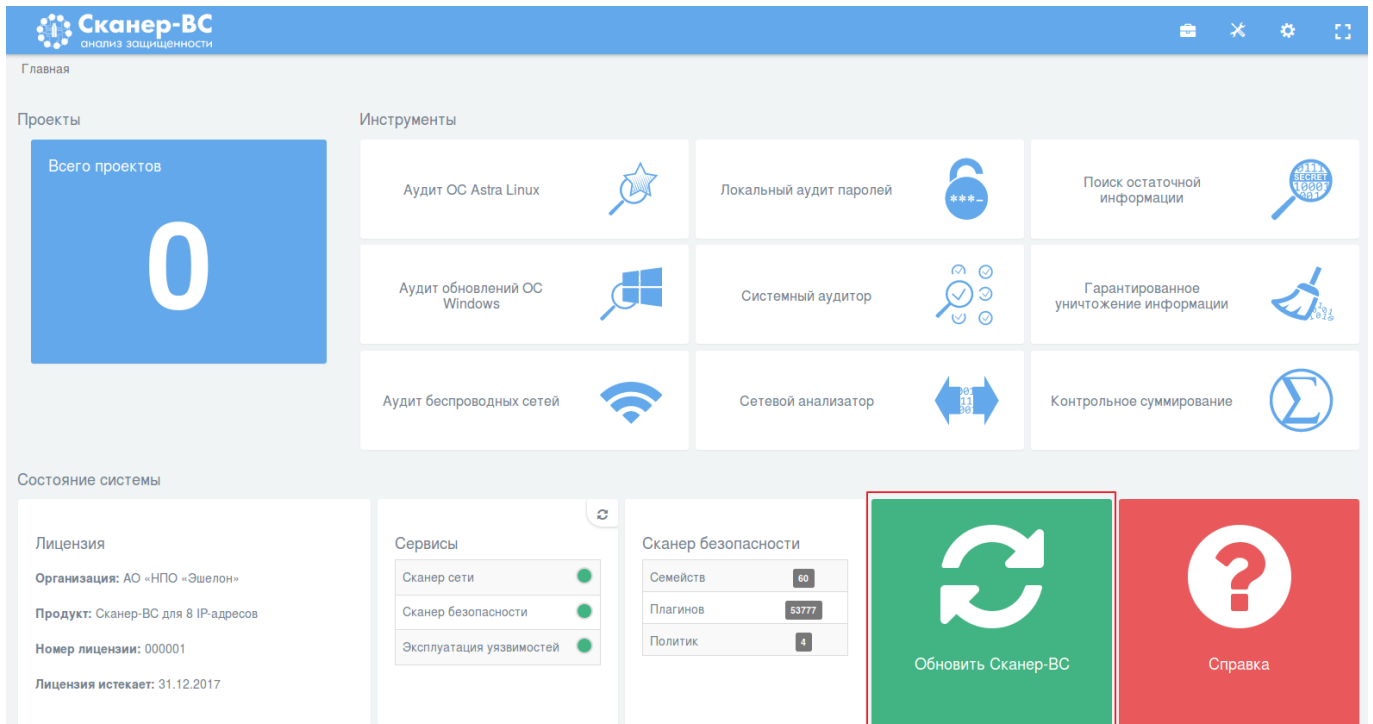 Сканер-ВС
анализ защищенности
Главная
Проекты
Инструменты
Всего проектов
0
Аудит ОС Astra Linux
Локальный аудит паролей
***_
Поиск остаточной
информации
0111
SECRET
10001
001
Аудит обновлений ОС
Windows
Системный аудитор
Гарантированное
уничтожение информации
Аудит беспроводных сетей
Сетевой анализатор
Контрольное суммирование
Σ
Состояние системы
Лицензия
Организация: АО «НПО «Эшелон»
Продукт: Сканер-ВС для 8 IP-адресов
Номер лицензии: 000001
Лицензия истекает: 31.12.2017
Сервисы
Сканер сети
Сканер безопасности
Эксплуатация уязвимостей
Сканер безопасности
Семейств 60
Плагинов 53777
Политик 4
Обновить Сканер-ВС
?
Справка